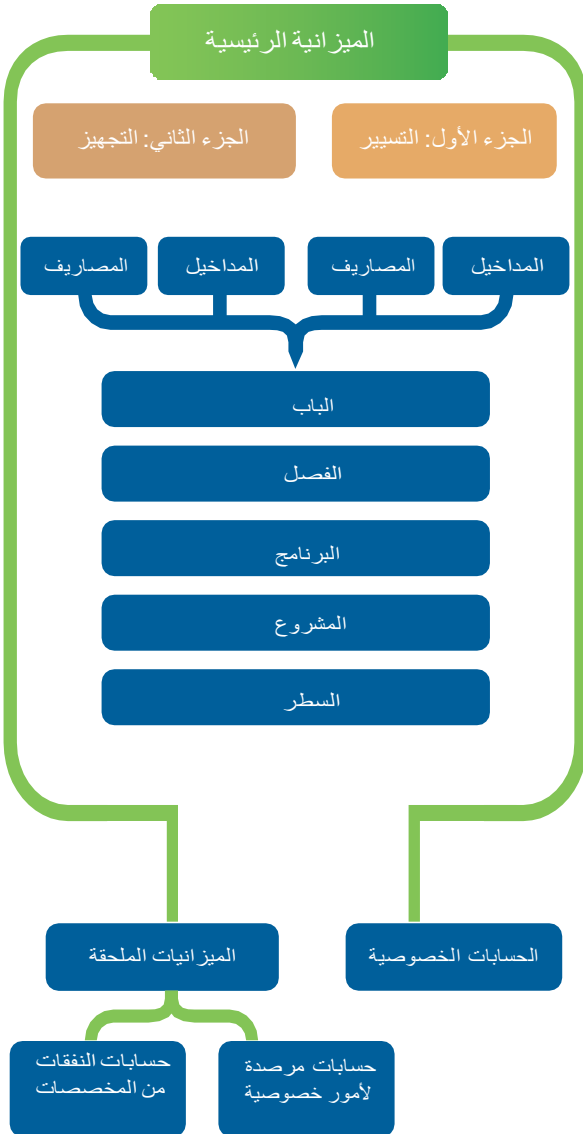 الميزانية الرئيسية
الجزء الأول: التسيير
الجزء الثاني: التجهيز
المداخيل
المصاريف
المداخيل
المصاريف
الباب
الفصل
البرنامج
المشروع
السطر
الحسابات الخصوصية
الميزانيات الملحقة
حسابات مرصدة
لأمور خصوصية
حسابات النفقات
من المخصصات